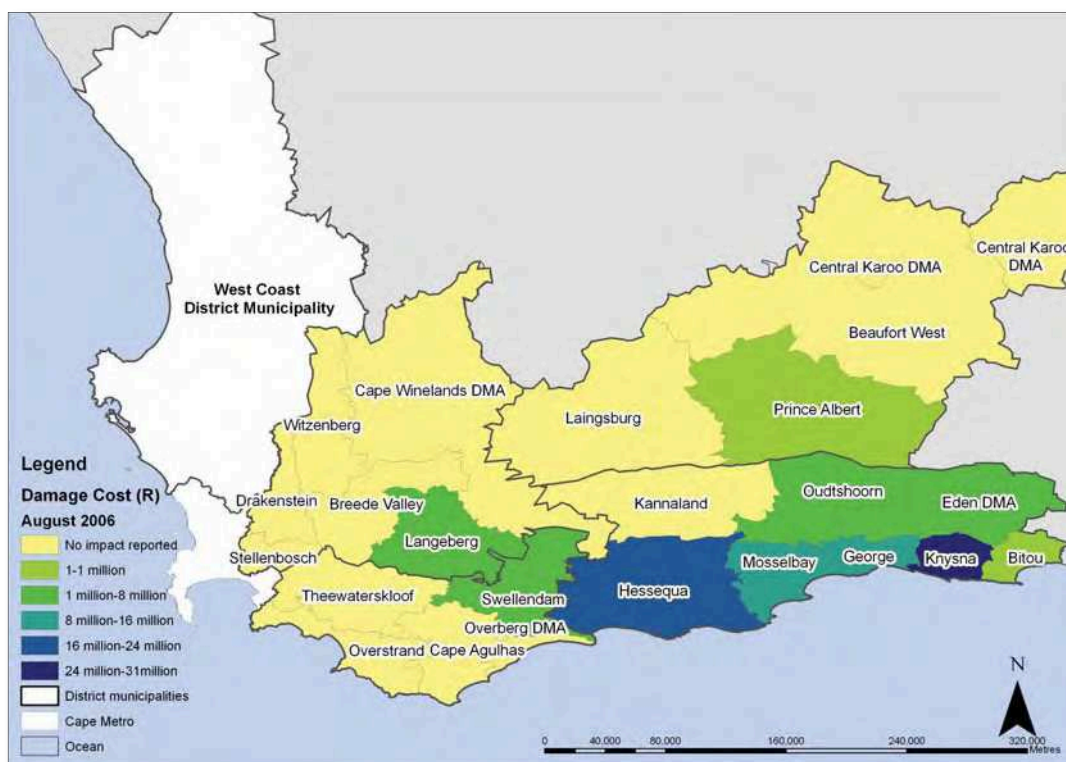 Central Karoo
DMA
Central Karoo DMA
West Coast
District Municipality
Beaufort West
Cape Winelands DMA
Prince Albert
Laingsburg
Witzenberg
Legend
Damage Cost (R)
August 2006
No impact reported
1-1 million
1 million-8 million
8 million-16 million
16 million-24 million
24 million-31million
District municipalities
Cape Metro
Ocean
Drakenstein
Breede Valley
Kannaland
Oudtshoorn
Eden DMA
Langeberg
Stellenbosch
Mosselbay
George
Knysna
Bitou
Theewaterskloof
Swellendam
Hessequa
Overberg DMA
Overstrand
Cape Agulhas
N
0
40,000
80,000
160,000
240,000
320,000
Metres